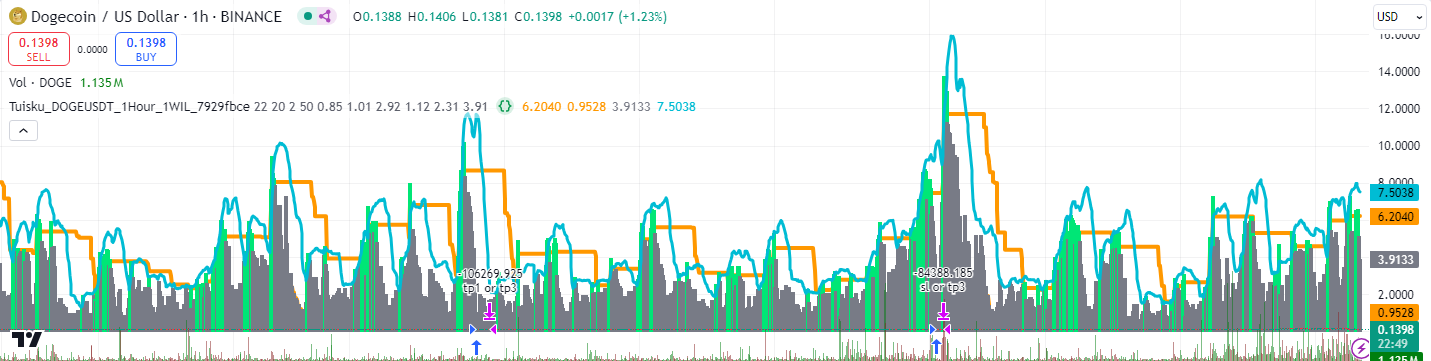 Dogecoin / US Dollar · 1h · BINANCE O0.1388 H0.1406 L0.1381 C0.1398 +0.0017 (+1.23%)
USD
0.1398
SELL
0.0000
0.1398
BUY
Vol · DOGE 1.135 M
Tuisku_DOGEUSDT_1Hour_1WIL_7929fbce 22 20 2 50 0.85 1.01 2.92 1.12 2.31 3.91 {} 6.2040 0.9528 3.9133 7.5038
16.0000
14.0000
12.0000
10.0000
8.0000
7.5038
6.2040
3.9133
2.0000
0.9528
0.1398
22:49
1.135 M
-106269.925
tp1 or tp3
-84388.185
sl or tp3